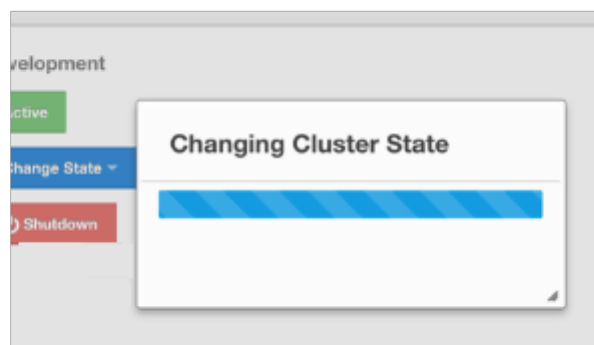 velopment
ctive
Changing Cluster State
hange State
Shutdown